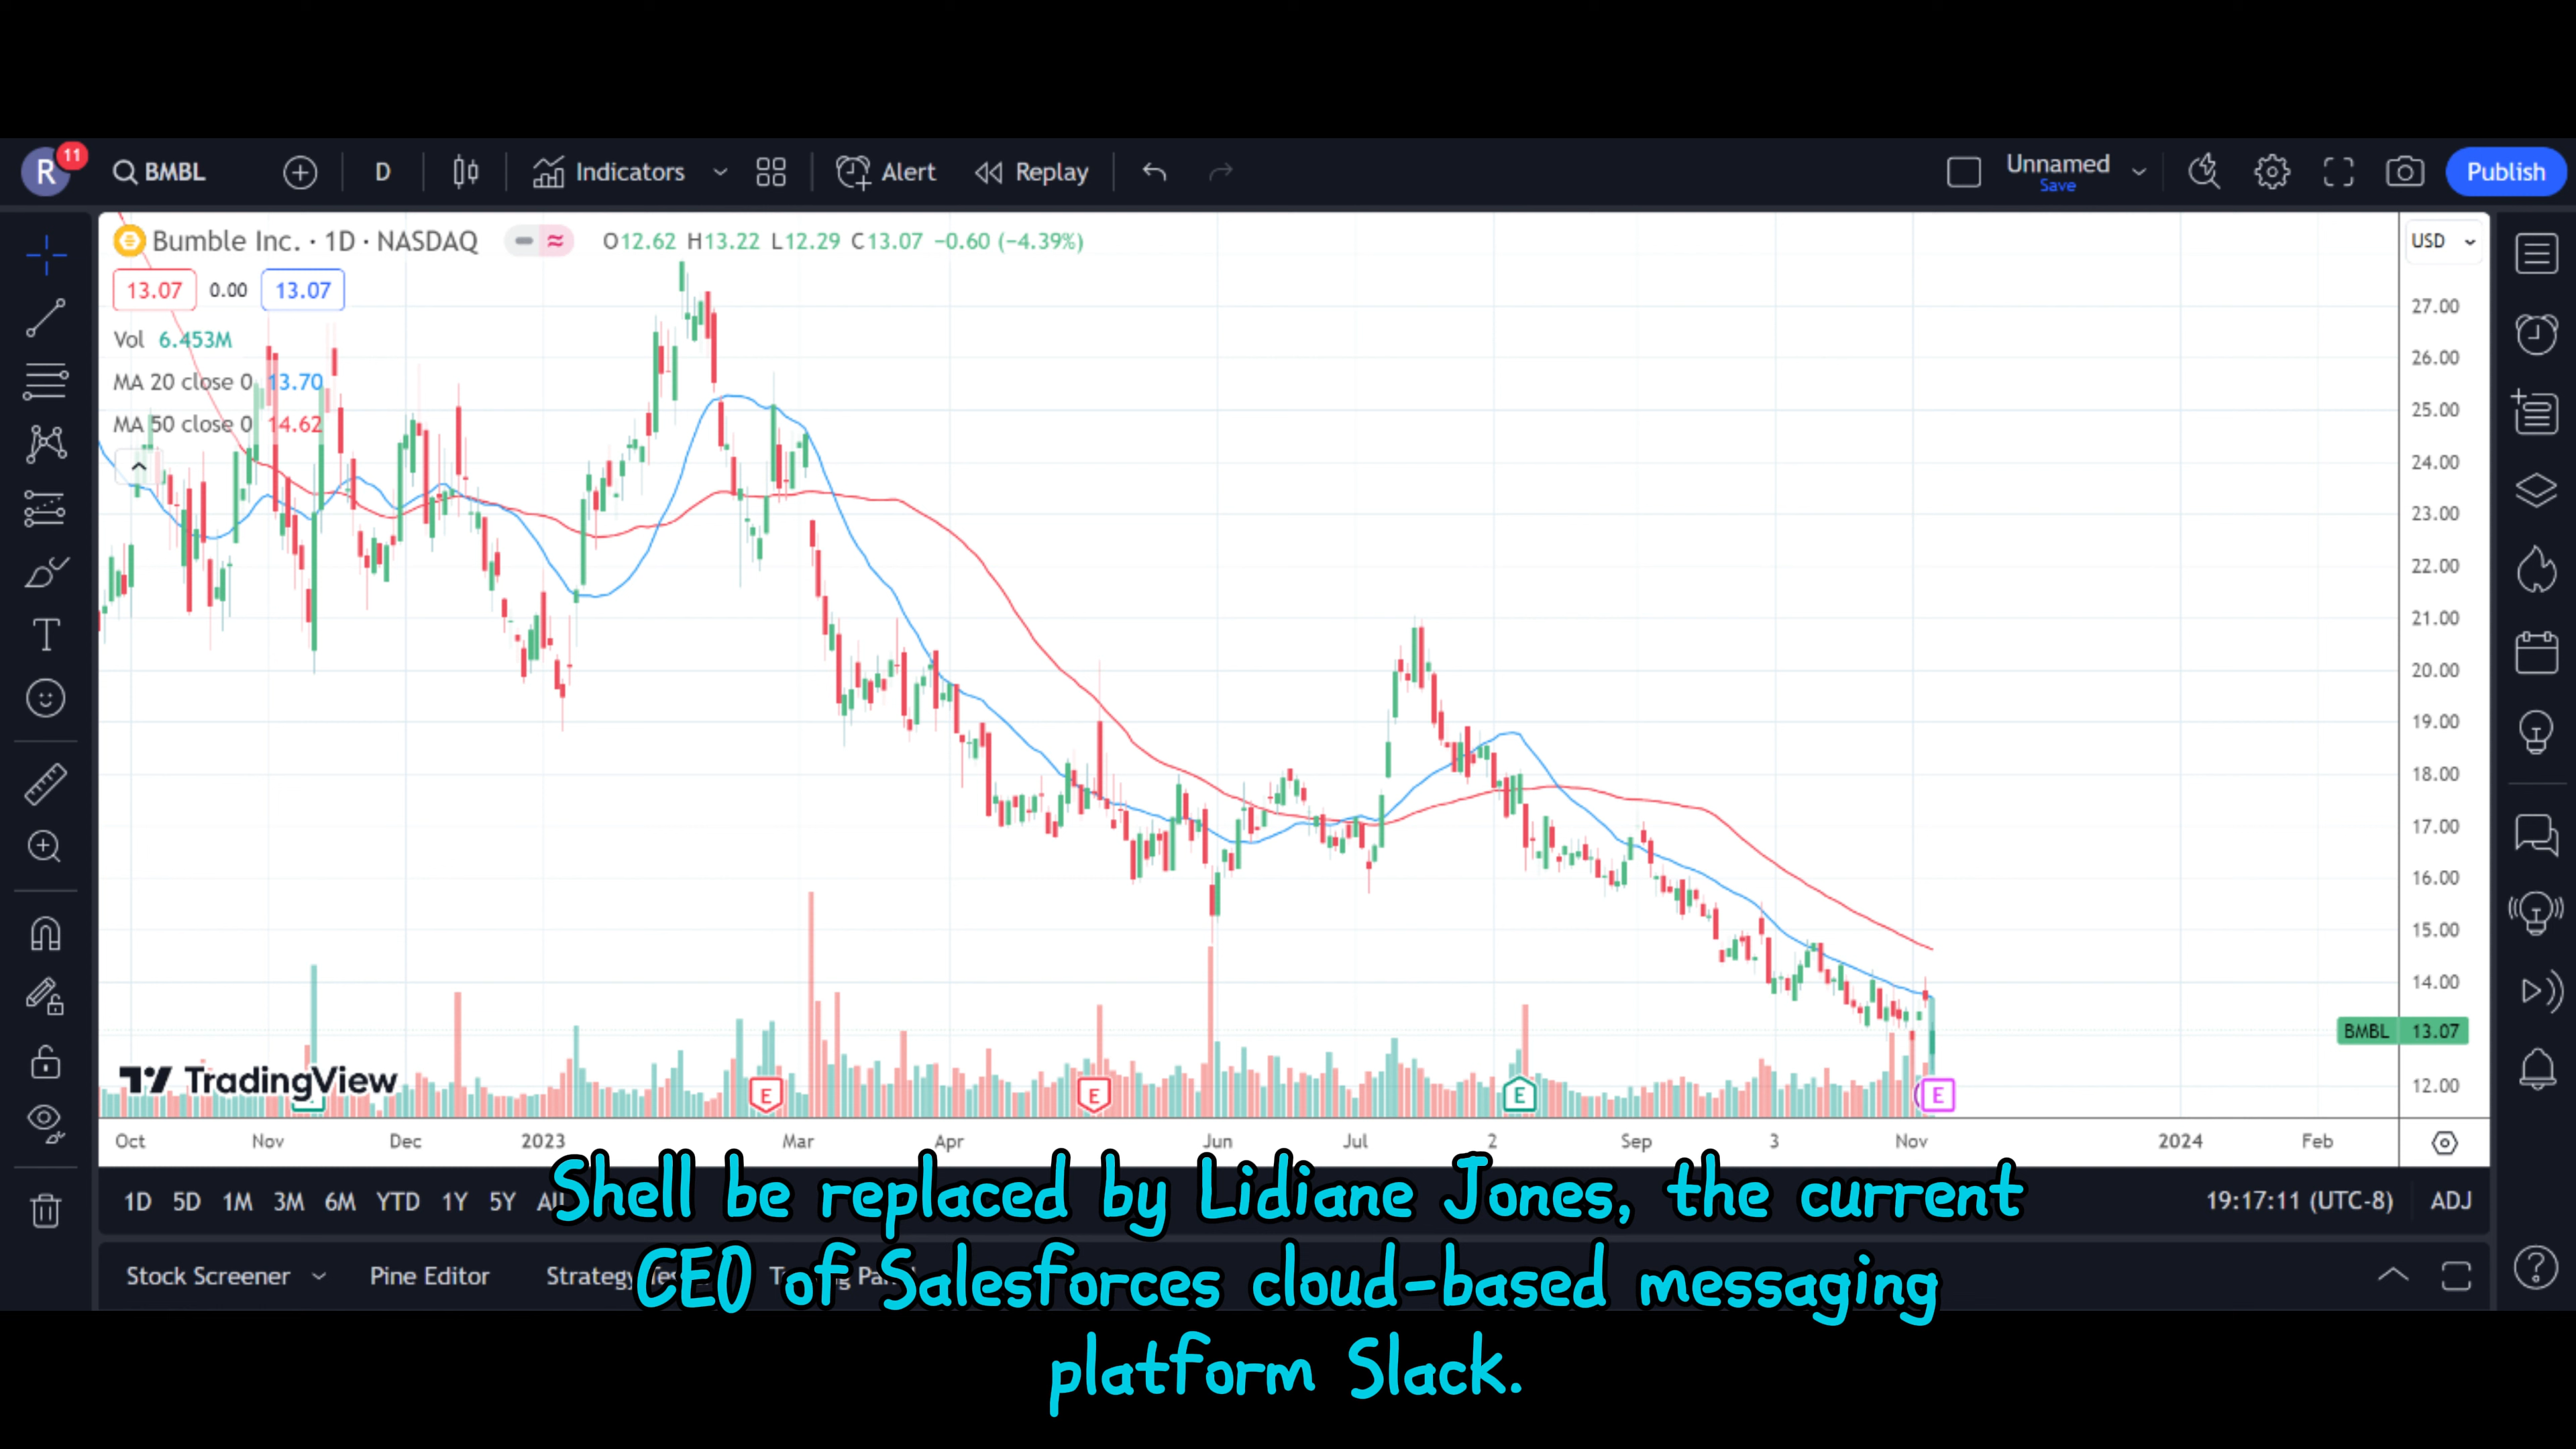 R 11 BMBL D Indicators Alert Replay Unnamed Save Publish
Bumble Inc. · 1D · NASDAQ O12.62 H13.22 L12.29 C13.07 −0.60 (−4.39%) USD
13.07 0.00 13.07
Vol 6.453M
MA 20 close 0 13.70
MA 50 close 0 14.62
27.00
26.00
25.00
24.00
23.00
22.00
21.00
20.00
19.00
18.00
17.00
16.00
15.00
14.00
BMBL 13.07
12.00
TradingView
E E E E
Oct Nov Dec 2023 Mar Apr Jun Jul 2 Sep 3 Nov 2024 Feb
1D 5D 1M 3M 6M YTD 1Y 5Y All 19:17:11 (UTC-8) ADJ
Shell be replaced by Lidiane Jones, the current
Stock Screener Pine Editor Strategy
CEO of Salesforces cloud-based messaging
platform Slack.